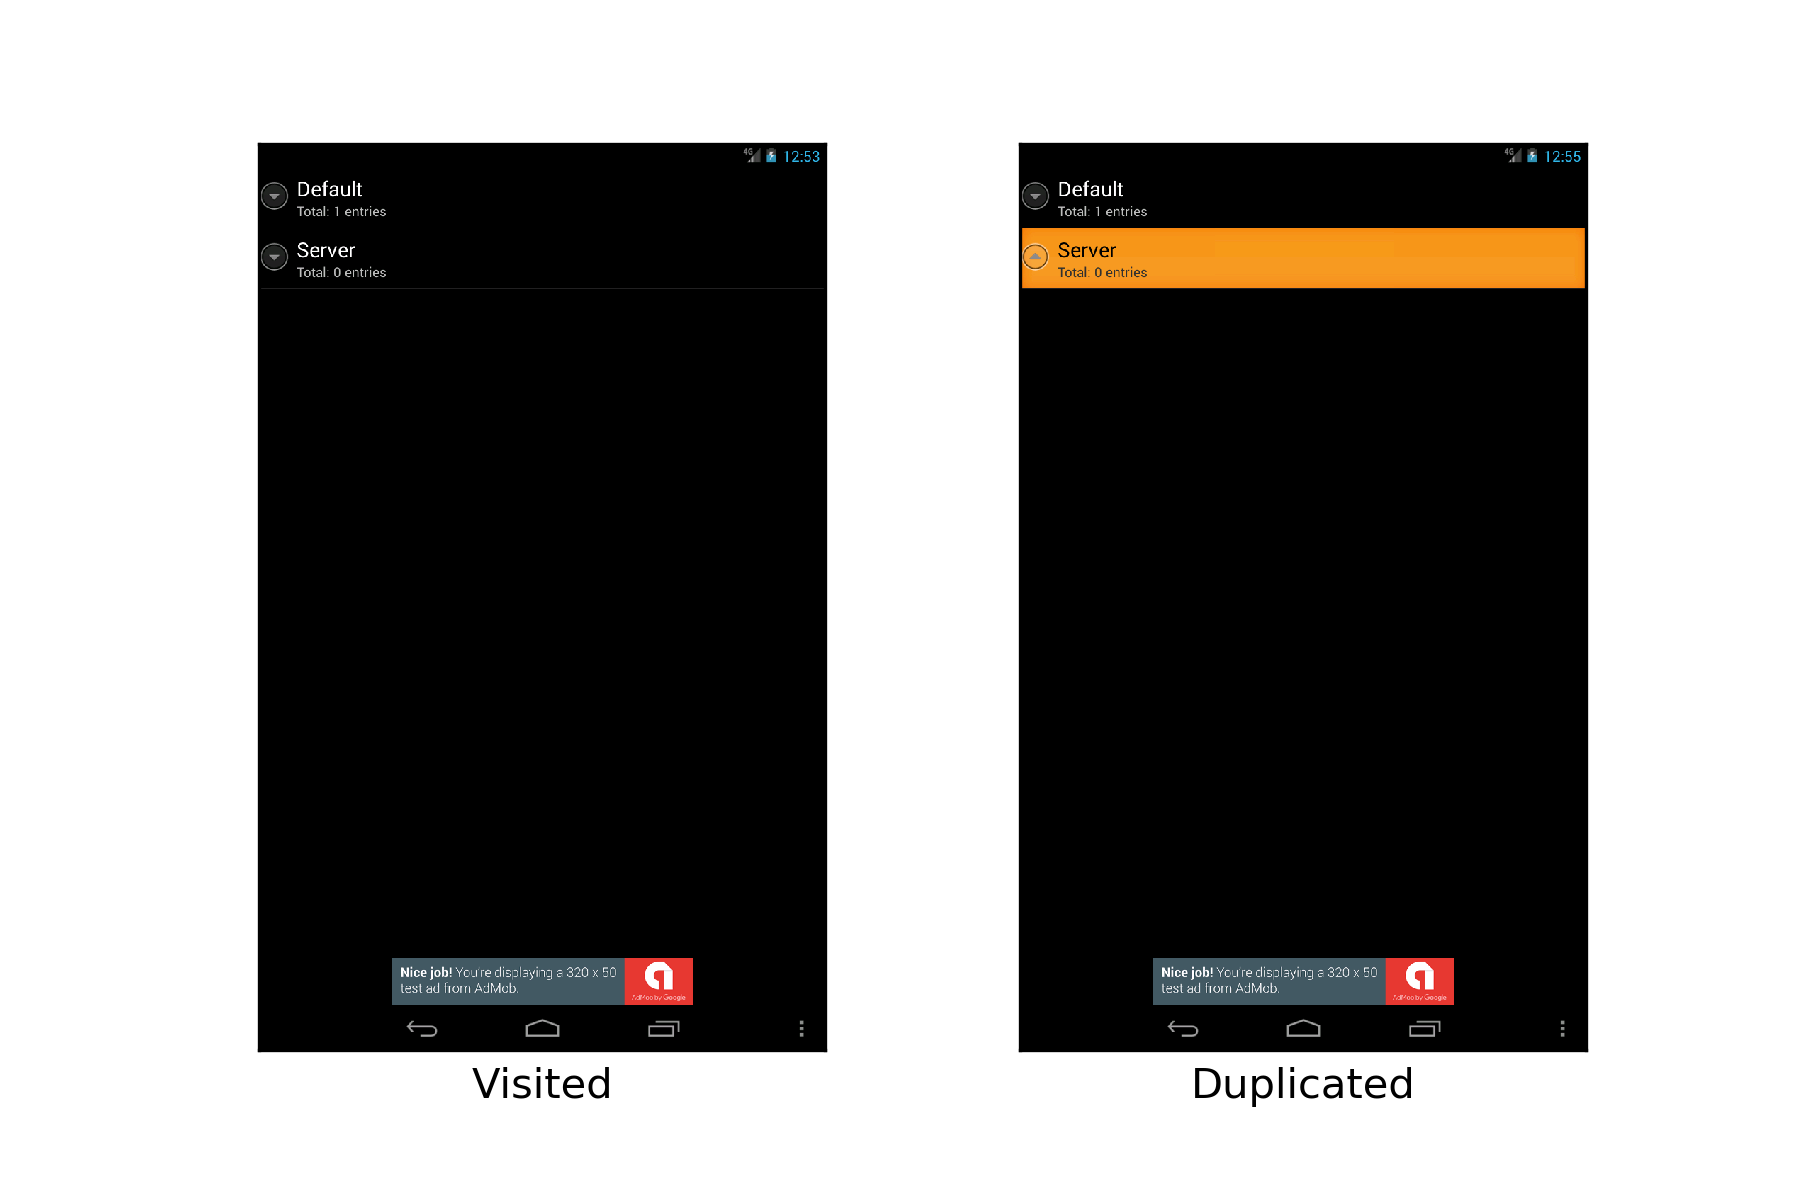 4G 12:53
Default
Total: 1 entries
Server
Total: 0 entries
Nice job! You're displaying a 320 x 50
test ad from AdMob.
AdMob by Google
Visited
4G 12:55
Default
Total: 1 entries
Server
Total: 0 entries
Nice job! You're displaying a 320 x 50
test ad from AdMob.
AdMob by Google
Duplicated